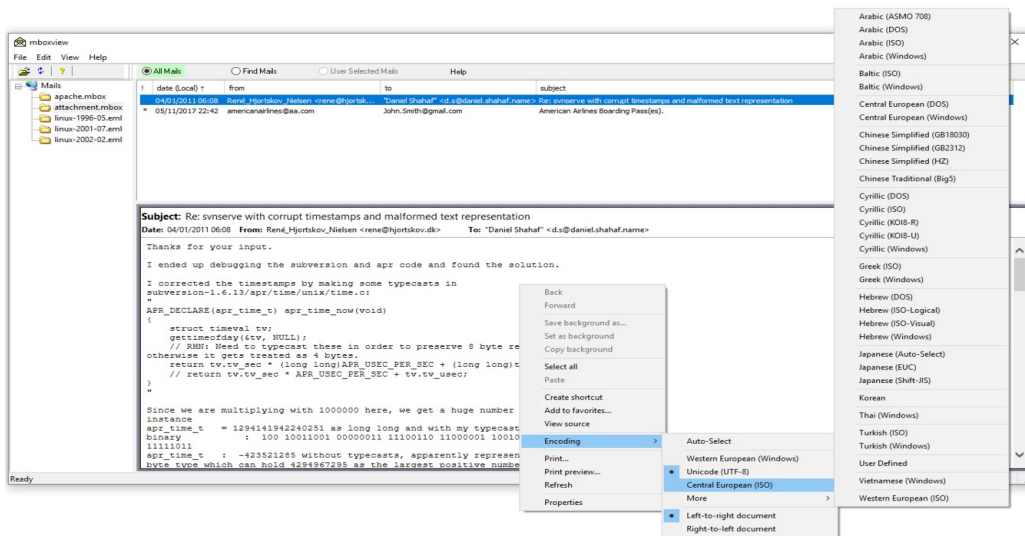 mboxview
File Edit View Help
All Mails Find Mails User Selected Mails Help
Mails
apache.mbox
attachment.mbox
linux-1996-05.eml
linux-2001-07.eml
linux-2002-02.eml
! date (Local) from to subject
04/01/2011 06:08 René_Hjortskov_Nielsen <rene@hjortsk... "Daniel Shahaf" <d.s@daniel.shahaf.name> Re: svnserve with corrupt timestamps and malformed text representation
* 05/11/2017 22:42 americanairlines@aa.com John.Smith@gmail.com American Airlines Boarding Pass(es).
Subject: Re: svnserve with corrupt timestamps and malformed text representation
Date: 04/01/2011 06:08 From: René_Hjortskov_Nielsen <rene@hjortskov.dk> To: "Daniel Shahaf" <d.s@daniel.shahaf.name>
Thanks for your input.
I ended up debugging the subversion and apr code and found the solution.
I corrected the timestamps by making some typecasts in
subversion-1.6.13/apr/time/unix/time.c:
"
APR_DECLARE(apr_time_t) apr_time_now(void)
{
struct timeval tv;
gettimeofday(&tv, NULL);
// RHN: Need to typecast these in order to preserve 8 byte re
otherwise it gets treated as 4 bytes.
return tv.tv_sec * (long long)APR_USEC_PER_SEC + (long long)t
// return tv.tv_sec * APR_USEC_PER_SEC + tv.tv_usec;
}
"
Since we are multiplying with 1000000 here, we get a huge number
instance
apr_time_t = 1294141942240251 as long long and with my typecast
binary : 100 10011001 00000011 11100110 11000001 10010
11111011
apr_time_t : -423521285 without typecasts, apparently represen
byte type which can hold 4294967295 as the largest positive numbe
Ready
Back
Forward
Save background as...
Set as background
Copy background
Select all
Paste
Create shortcut
Add to favorites...
View source
Encoding
Print...
Print preview...
Refresh
Properties
Auto-Select
Western European (Windows)
Unicode (UTF-8)
Central European (ISO)
More
Left-to-right document
Right-to-left document
Arabic (ASMO 708)
Arabic (DOS)
Arabic (ISO)
Arabic (Windows)
Baltic (ISO)
Baltic (Windows)
Central European (DOS)
Central European (Windows)
Chinese Simplified (GB18030)
Chinese Simplified (GB2312)
Chinese Simplified (HZ)
Chinese Traditional (Big5)
Cyrillic (DOS)
Cyrillic (ISO)
Cyrillic (KOI8-R)
Cyrillic (KOI8-U)
Cyrillic (Windows)
Greek (ISO)
Greek (Windows)
Hebrew (DOS)
Hebrew (ISO-Logical)
Hebrew (ISO-Visual)
Hebrew (Windows)
Japanese (Auto-Select)
Japanese (EUC)
Japanese (Shift-JIS)
Korean
Thai (Windows)
Turkish (ISO)
Turkish (Windows)
User Defined
Vietnamese (Windows)
Western European (ISO)